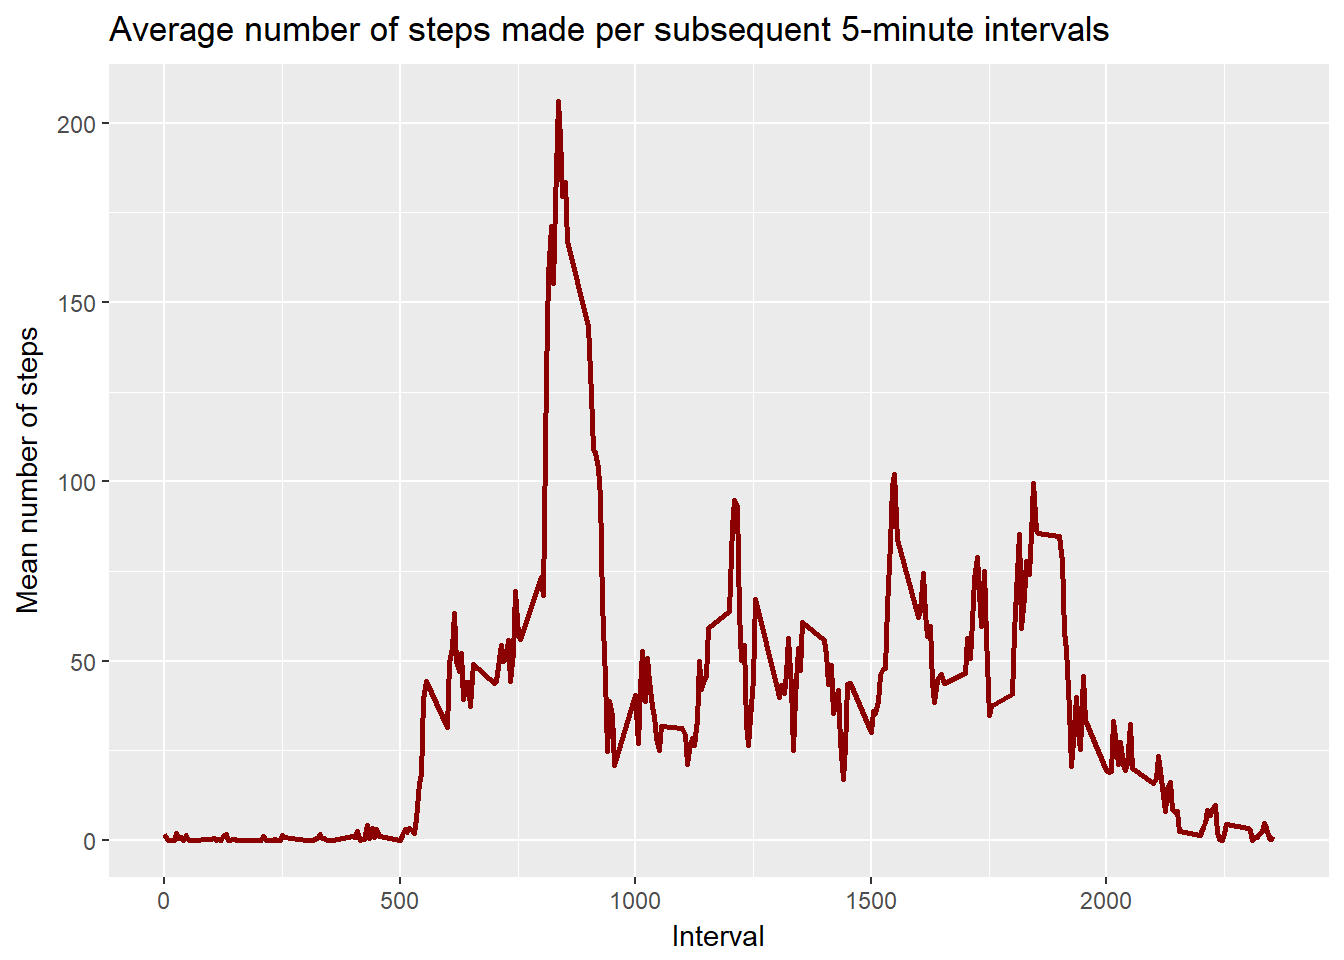 Average number of steps made per subsequent 5-minute intervals
Mean number of steps
200
150
100
50
0
0 500 1000 1500 2000
Interval